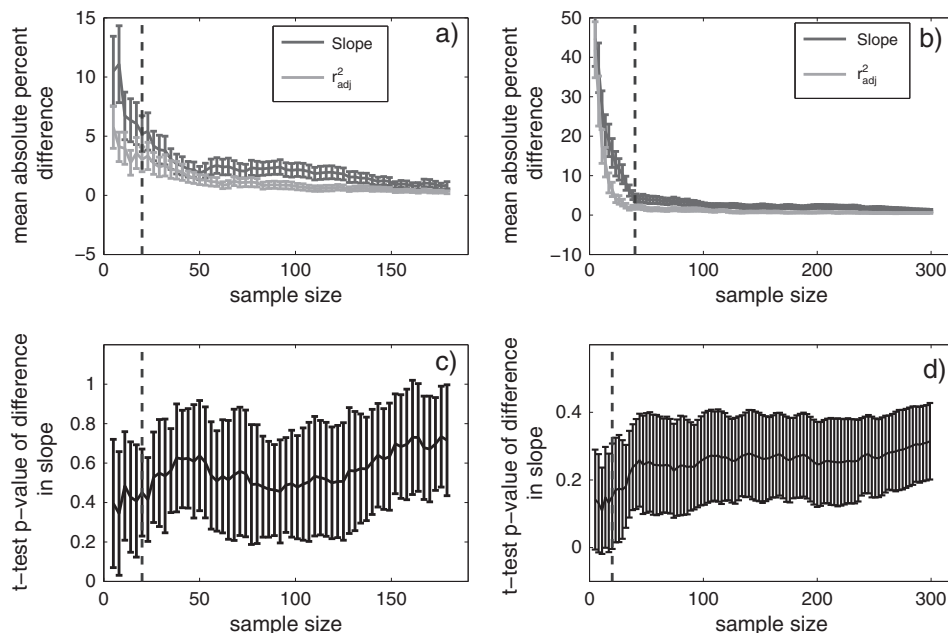 a)
Slope
r²adj
15
10
5
0
−5
mean absolute percent
difference
0
50
100
150
sample size
b)
Slope
r²adj
50
40
30
20
10
0
−10
mean absolute percent
difference
0
100
200
300
sample size
c)
1
0.8
0.6
0.4
0.2
0
t−test p−value of difference
in slope
0
50
100
150
sample size
d)
0.4
0.2
0
t−test p−value of difference
in slope
0
100
200
300
sample size